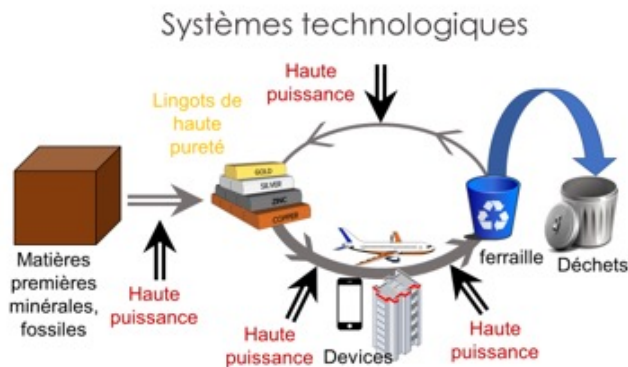 Systèmes technologiques
Haute
puissance
Lingots de
haute
pureté
GOLD
SILVER
ZINC
COPPER
Matières
premières
minérales,
fossiles
Haute
puissance
Haute
puissance
Devices
Haute
puissance
ferraille
Déchets